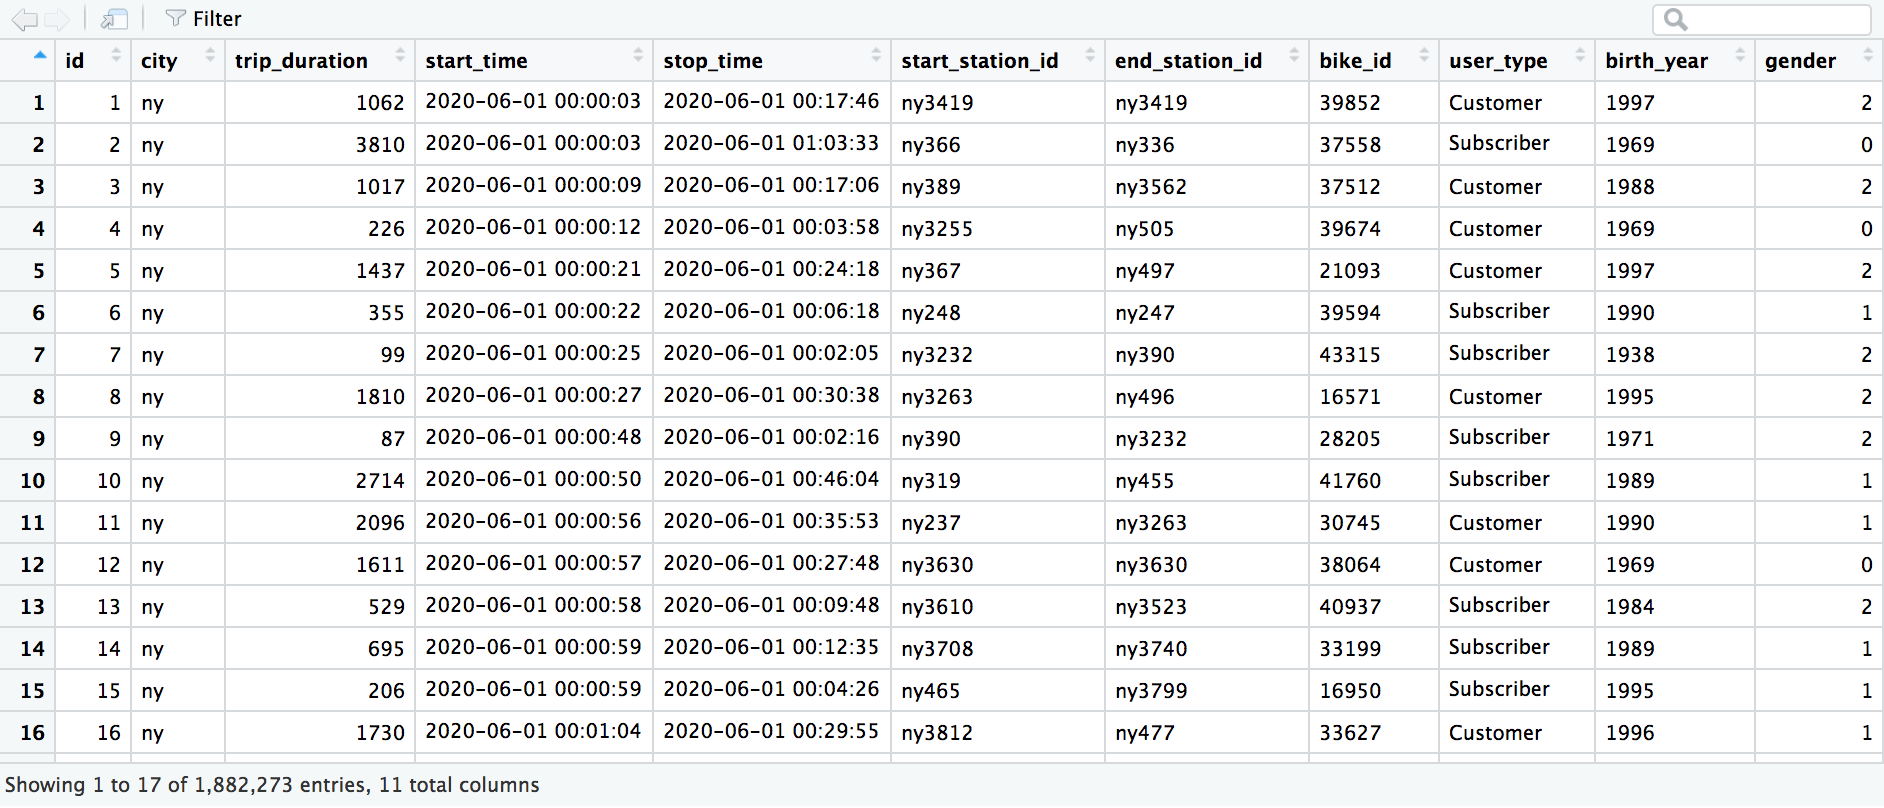 Filter
id city trip_duration start_time stop_time start_station_id end_station_id bike_id user_type birth_year gender
1 1 ny 1062 2020-06-01 00:00:03 2020-06-01 00:17:46 ny3419 ny3419 39852 Customer 1997 2
2 2 ny 3810 2020-06-01 00:00:03 2020-06-01 01:03:33 ny366 ny336 37558 Subscriber 1969 0
3 3 ny 1017 2020-06-01 00:00:09 2020-06-01 00:17:06 ny389 ny3562 37512 Customer 1988 2
4 4 ny 226 2020-06-01 00:00:12 2020-06-01 00:03:58 ny3255 ny505 39674 Customer 1969 0
5 5 ny 1437 2020-06-01 00:00:21 2020-06-01 00:24:18 ny367 ny497 21093 Customer 1997 2
6 6 ny 355 2020-06-01 00:00:22 2020-06-01 00:06:18 ny248 ny247 39594 Subscriber 1990 1
7 7 ny 99 2020-06-01 00:00:25 2020-06-01 00:02:05 ny3232 ny390 43315 Subscriber 1938 2
8 8 ny 1810 2020-06-01 00:00:27 2020-06-01 00:30:38 ny3263 ny496 16571 Customer 1995 2
9 9 ny 87 2020-06-01 00:00:48 2020-06-01 00:02:16 ny390 ny3232 28205 Subscriber 1971 2
10 10 ny 2714 2020-06-01 00:00:50 2020-06-01 00:46:04 ny319 ny455 41760 Subscriber 1989 1
11 11 ny 2096 2020-06-01 00:00:56 2020-06-01 00:35:53 ny237 ny3263 30745 Customer 1990 1
12 12 ny 1611 2020-06-01 00:00:57 2020-06-01 00:27:48 ny3630 ny3630 38064 Customer 1969 0
13 13 ny 529 2020-06-01 00:00:58 2020-06-01 00:09:48 ny3610 ny3523 40937 Subscriber 1984 2
14 14 ny 695 2020-06-01 00:00:59 2020-06-01 00:12:35 ny3708 ny3740 33199 Subscriber 1989 1
15 15 ny 206 2020-06-01 00:00:59 2020-06-01 00:04:26 ny465 ny3799 16950 Subscriber 1995 1
16 16 ny 1730 2020-06-01 00:01:04 2020-06-01 00:29:55 ny3812 ny477 33627 Customer 1996 1
Showing 1 to 17 of 1,882,273 entries, 11 total columns